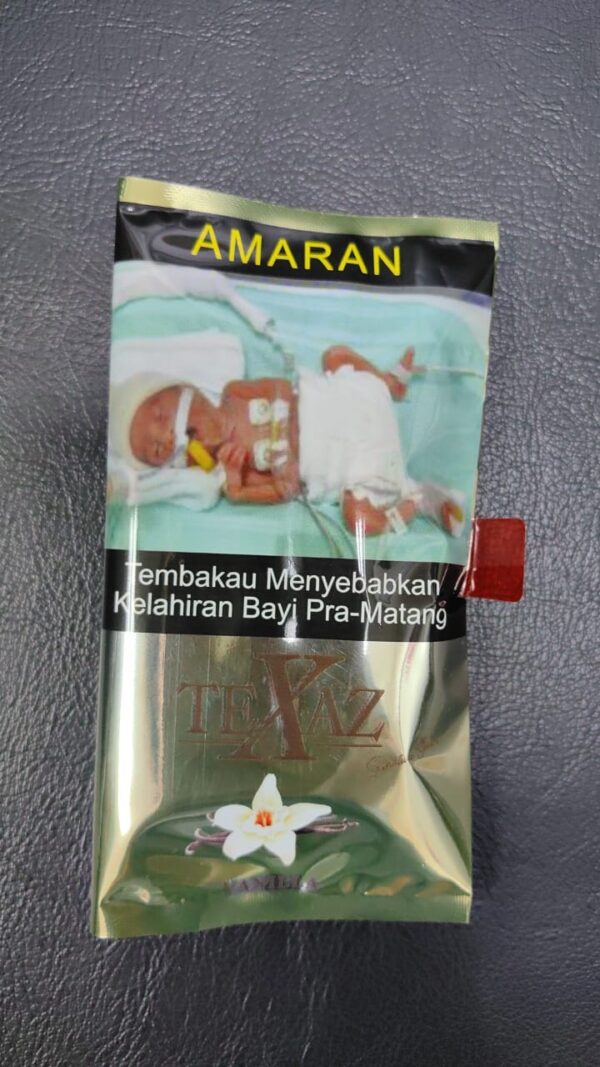 AMARAN
Tembakau Menyebabkan
Kelahiran Bayi Pra-Matang
TEXAZ
VANILLA